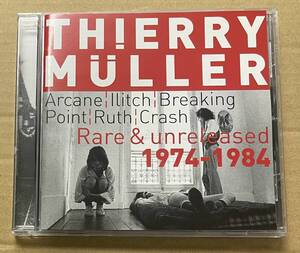 TH!ERRY
MÜLLER
Arcane¦Ilitch¦Breaking
Point¦Ruth¦Crash
Rare & unreleased
1974-1984